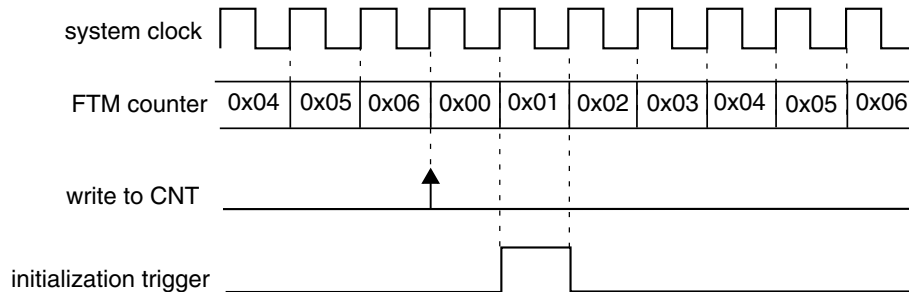 system clock
FTM counter 0x04 0x05 0x06 0x00 0x01 0x02 0x03 0x04 0x05 0x06
write to CNT
initialization trigger